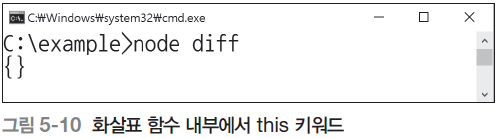 C:₩Windows₩system32₩cmd.exe
C:\example>node diff
{}
그림 5-10 화살표 함수 내부에서 this 키워드